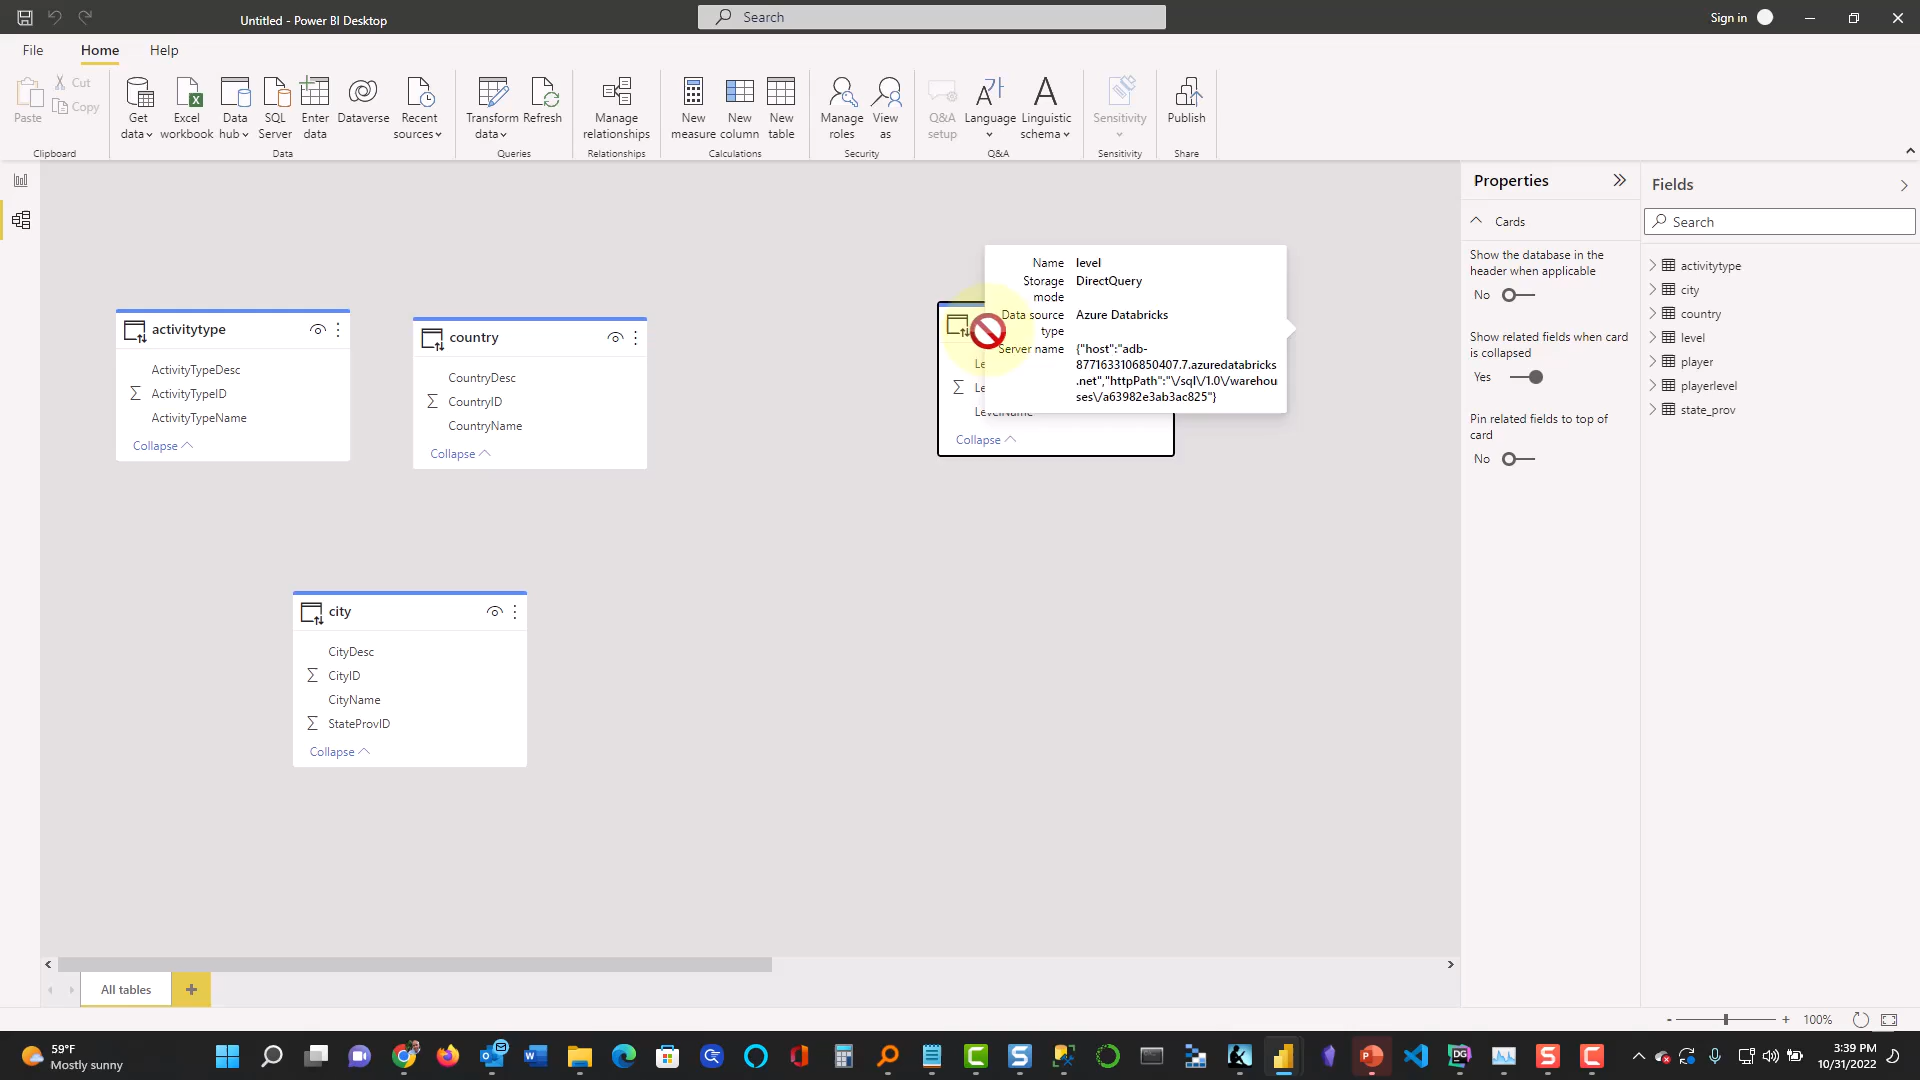 Untitled - Power BI Desktop
Search
Sign in
File
Home
Help
Paste
Cut
Copy
Clipboard
Get data
Excel workbook
Data hub
SQL Server
Enter data
Dataverse
Recent sources
Data
Transform data
Refresh
Queries
Manage relationships
Relationships
New measure
New column
New table
Calculations
Manage roles
View as
Security
Q&A setup
Language
Linguistic schema
Q&A
Sensitivity
Sensitivity
Publish
Share
activitytype
ActivityTypeDesc
ActivityTypeID
ActivityTypeName
Collapse
country
CountryDesc
CountryID
CountryName
Collapse
Name level
Storage mode DirectQuery
Data source type Azure Databricks
Server name {"host":"adb-
8771633106850407.7.azuredatabricks
.net","httpPath":"\/sql\/1.0\/warehou
ses\/a63982e3ab3ac825"}
LevelName
Collapse
city
CityDesc
CityID
CityName
StateProvID
Collapse
Properties
Cards
Show the database in the
header when applicable
No
Show related fields when card
is collapsed
Yes
Pin related fields to top of
card
No
Fields
Search
activitytype
city
country
level
player
playerlevel
state_prov
All tables
100%
59°F
Mostly sunny
3:39 PM
10/31/2022